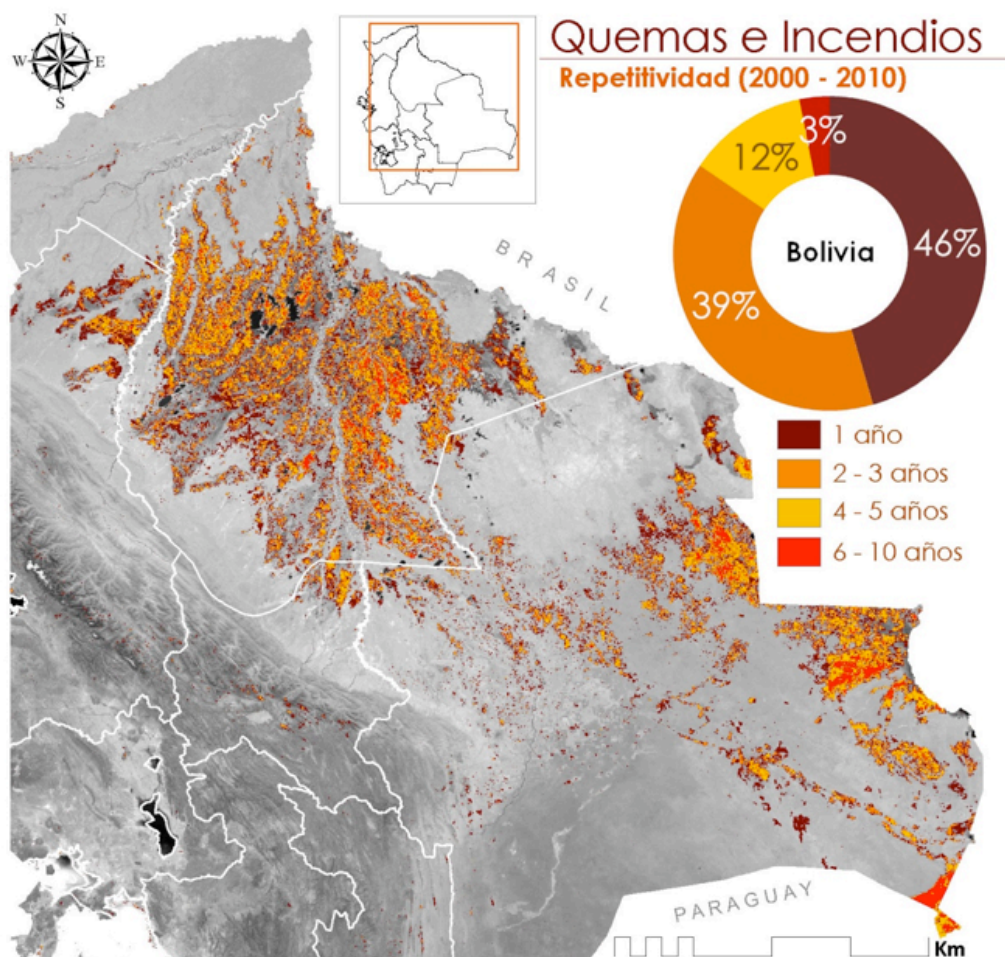 N
W E
S
Quemas e Incendios
Repetitividad (2000 - 2010)
3%
12%
46%
39%
Bolivia
BRASIL
1 año
2 - 3 años
4 - 5 años
6 - 10 años
PARAGUAY
Km